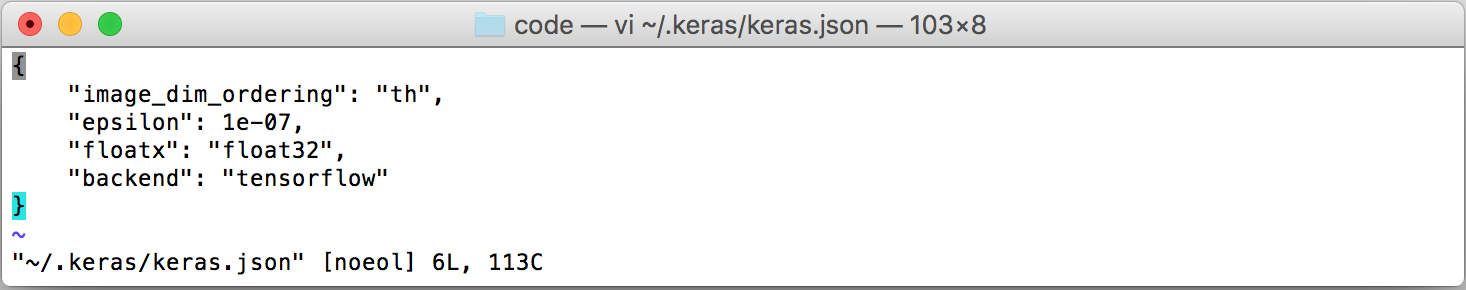 code — vi ~/.keras/keras.json — 103×8
{
    "image_dim_ordering": "th",
    "epsilon": 1e-07,
    "floatx": "float32",
    "backend": "tensorflow"
}
~
"~/.keras/keras.json" [noeol] 6L, 113C